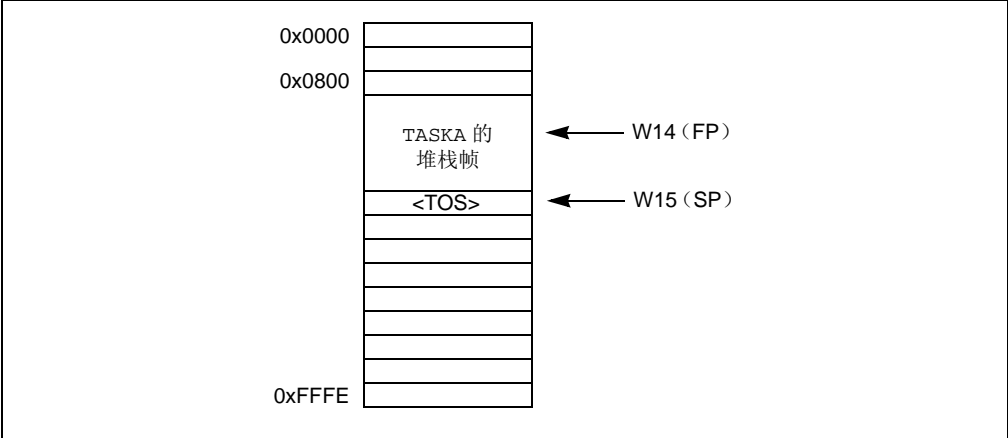 0x0000
0x0800
TASKA 的
堆栈帧
W14（FP）
<TOS>
W15（SP）
0xFFFE